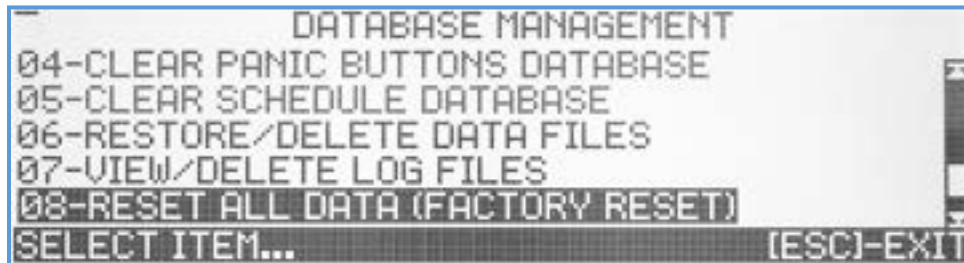 DATABASE MANAGEMENT
04-CLEAR PANIC BUTTONS DATABASE
05-CLEAR SCHEDULE DATABASE
06-RESTORE/DELETE DATA FILES
07-VIEW/DELETE LOG FILES
08-RESET ALL DATA (FACTORY RESET)
SELECT ITEM... [ESC]-EXIT